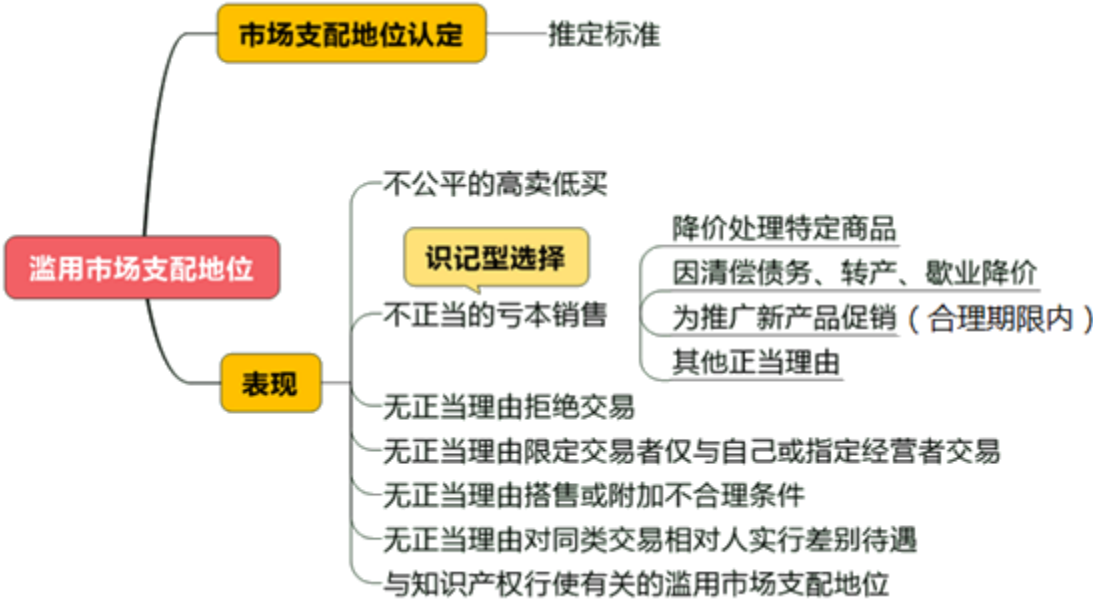 市场支配地位认定
推定标准
滥用市场支配地位
表现
不公平的高卖低买
识记型选择
不正当的亏本销售
降价处理特定商品
因清偿债务、转产、歇业降价
为推广新产品促销（合理期限内）
其他正当理由
无正当理由拒绝交易
无正当理由限定交易者仅与自己或指定经营者交易
无正当理由搭售或附加不合理条件
无正当理由对同类交易相对人实行差别待遇
与知识产权行使有关的滥用市场支配地位